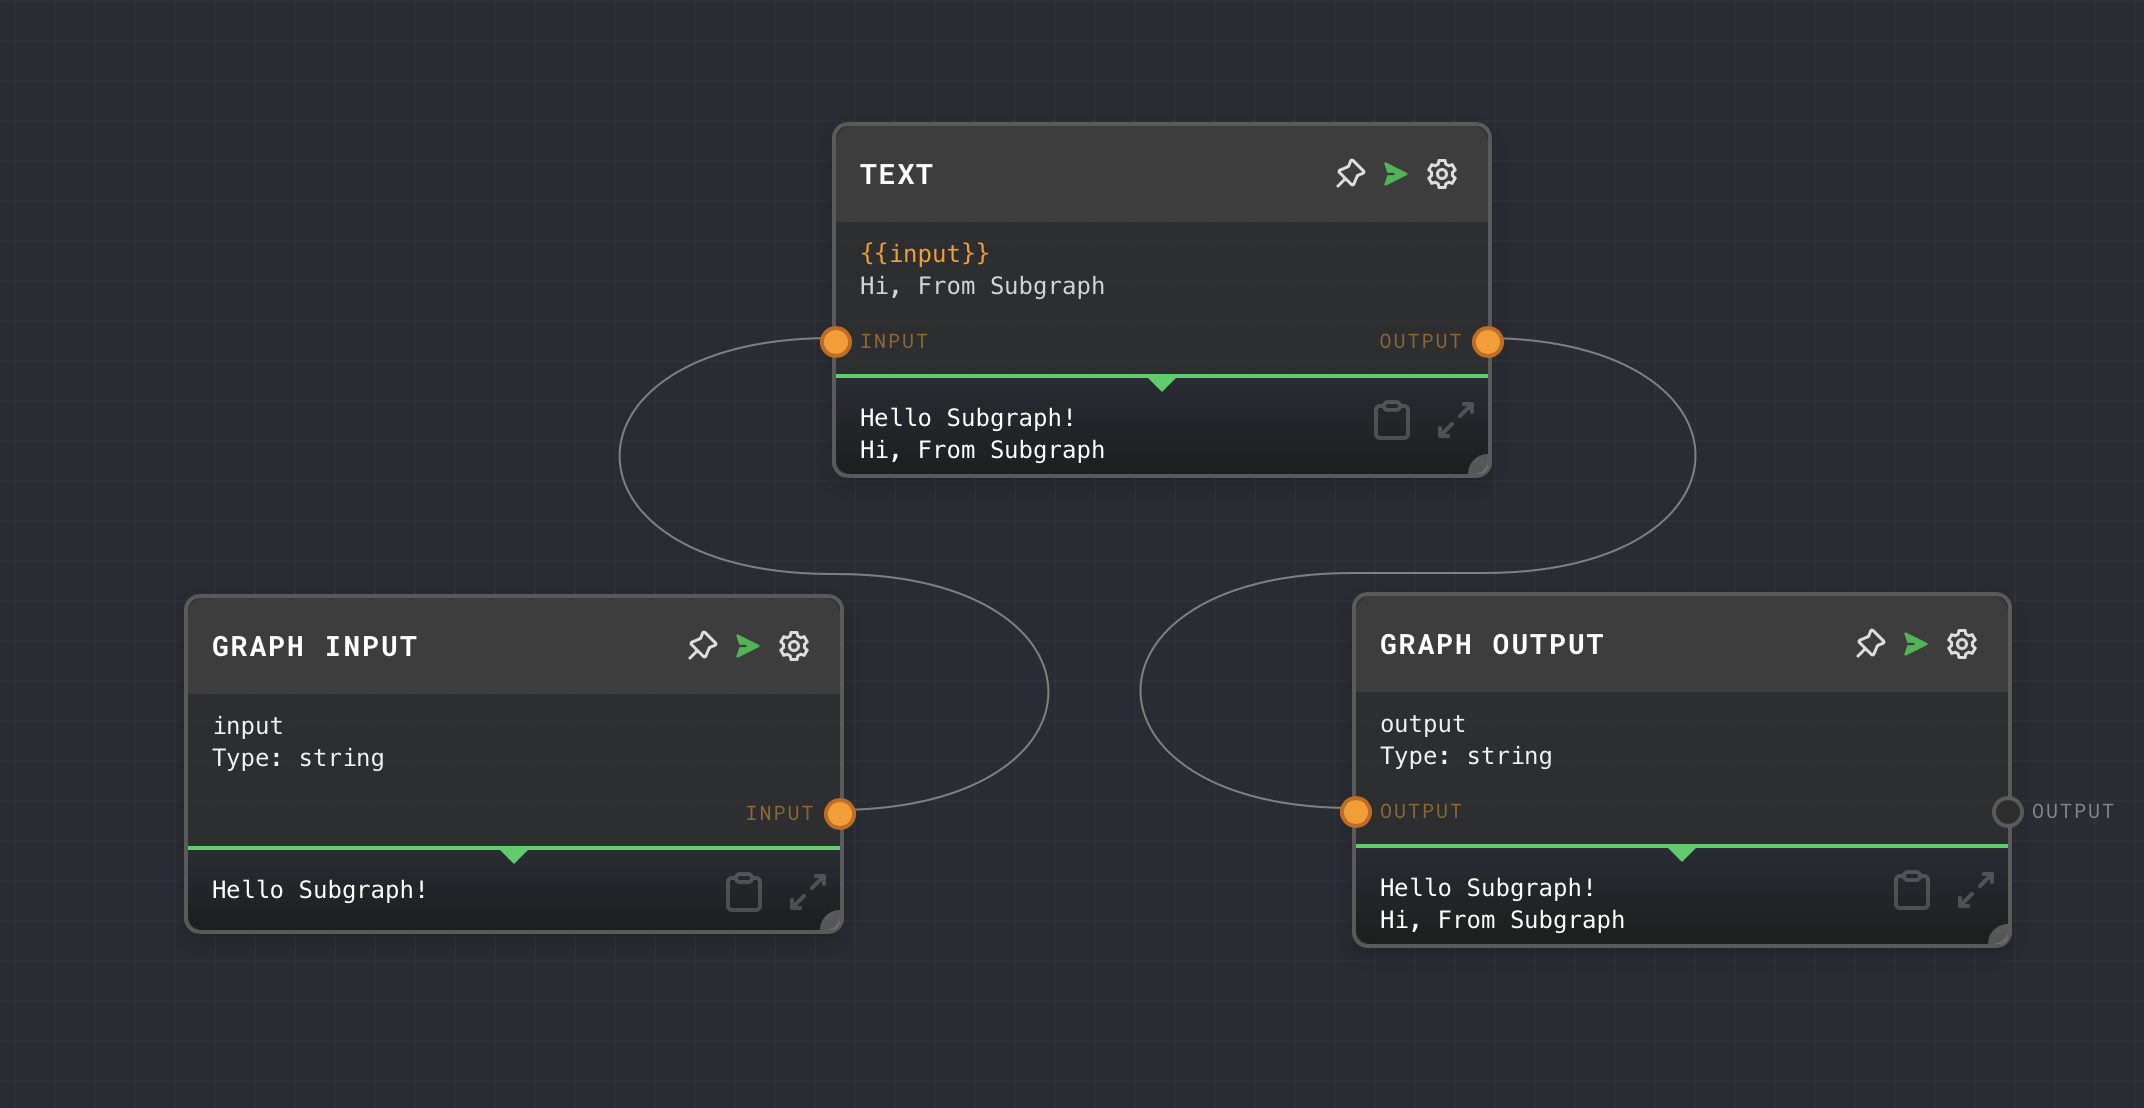 TEXT
{{input}}
Hi, From Subgraph
INPUT
OUTPUT
Hello Subgraph!
Hi, From Subgraph
GRAPH INPUT
input
Type: string
INPUT
Hello Subgraph!
GRAPH OUTPUT
output
Type: string
OUTPUT
OUTPUT
Hello Subgraph!
Hi, From Subgraph